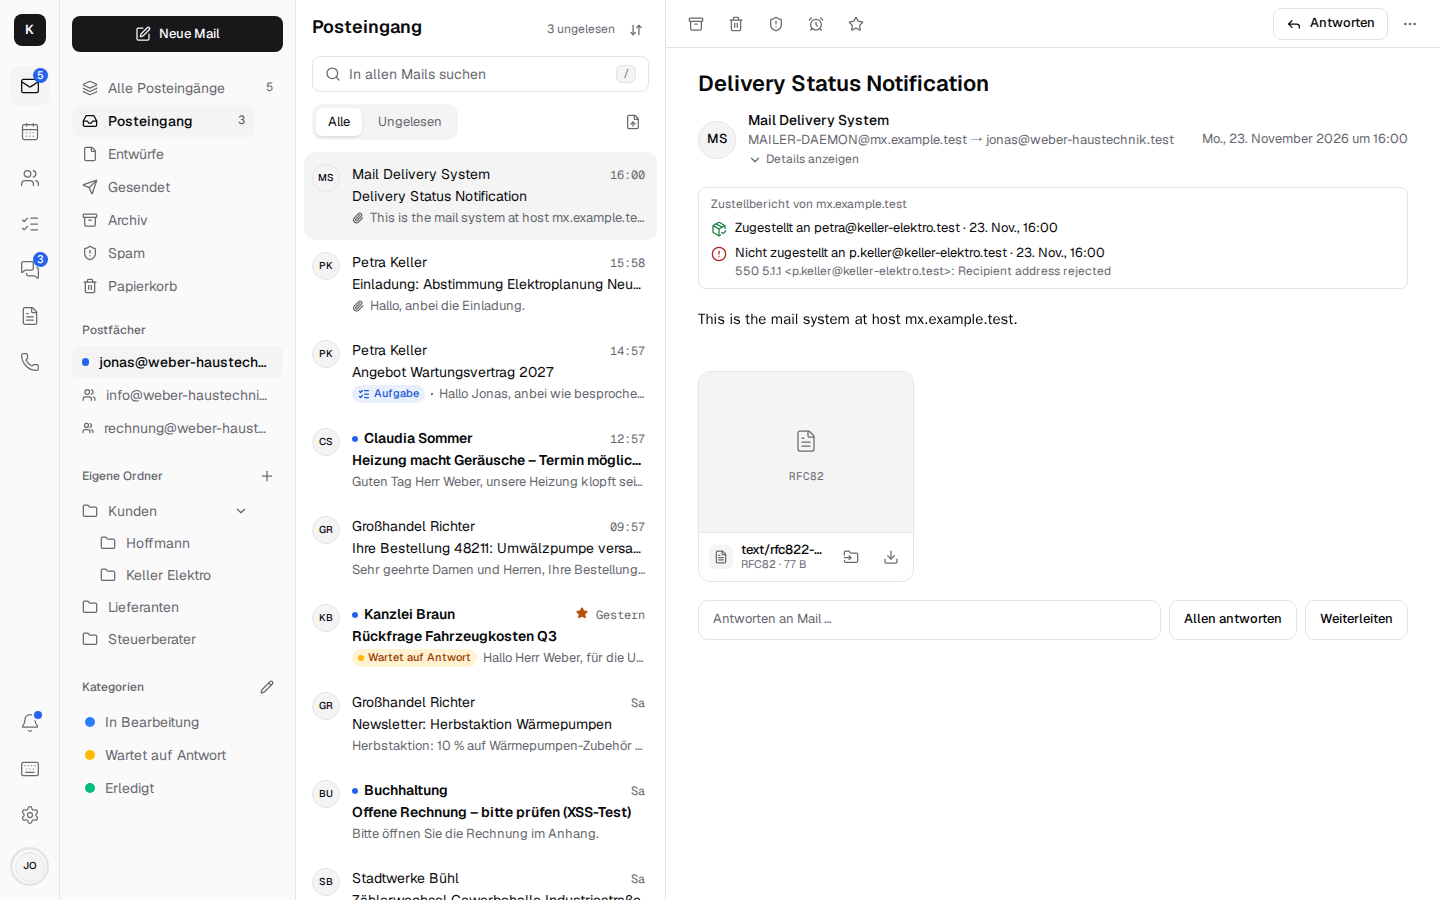 K
5
3
JO
Neue Mail
Alle Posteingänge 5
Posteingang 3
Entwürfe
Gesendet
Archiv
Spam
Papierkorb
Postfächer
jonas@weber-haustech...
info@weber-haustechni...
rechnung@weber-haust...
Eigene Ordner
Kunden
Hoffmann
Keller Elektro
Lieferanten
Steuerberater
Kategorien
In Bearbeitung
Wartet auf Antwort
Erledigt
Posteingang 3 ungelesen
In allen Mails suchen /
Alle Ungelesen
MS Mail Delivery System 16:00
Delivery Status Notification
This is the mail system at host mx.example.te...
PK Petra Keller 15:58
Einladung: Abstimmung Elektroplanung Neu...
Hallo, anbei die Einladung.
PK Petra Keller 14:57
Angebot Wartungsvertrag 2027
Aufgabe · Hallo Jonas, anbei wie besproche...
CS Claudia Sommer 12:57
Heizung macht Geräusche – Termin möglic...
Guten Tag Herr Weber, unsere Heizung klopft sei...
GR Großhandel Richter 09:57
Ihre Bestellung 48211: Umwälzpumpe versa...
Sehr geehrte Damen und Herren, Ihre Bestellung...
KB Kanzlei Braun Gestern
Rückfrage Fahrzeugkosten Q3
Wartet auf Antwort Hallo Herr Weber, für die U...
GR Großhandel Richter Sa
Newsletter: Herbstaktion Wärmepumpen
Herbstaktion: 10 % auf Wärmepumpen-Zubehör ...
BU Buchhaltung Sa
Offene Rechnung – bitte prüfen (XSS-Test)
Bitte öffnen Sie die Rechnung im Anhang.
SB Stadtwerke Bühl Sa
Zählerwechsel Gewerbehalle Industriestraße...
Antworten
Delivery Status Notification
MS Mail Delivery System
MAILER-DAEMON@mx.example.test → jonas@weber-haustechnik.test Mo., 23. November 2026 um 16:00
Details anzeigen
Zustellbericht von mx.example.test
Zugestellt an petra@keller-elektro.test · 23. Nov., 16:00
Nicht zugestellt an p.keller@keller-elektro.test · 23. Nov., 16:00
550 5.1.1 <p.keller@keller-elektro.test>: Recipient address rejected
This is the mail system at host mx.example.test.
RFC82
text/rfc822-...
RFC82 · 77 B
Antworten an Mail ...
Allen antworten
Weiterleiten